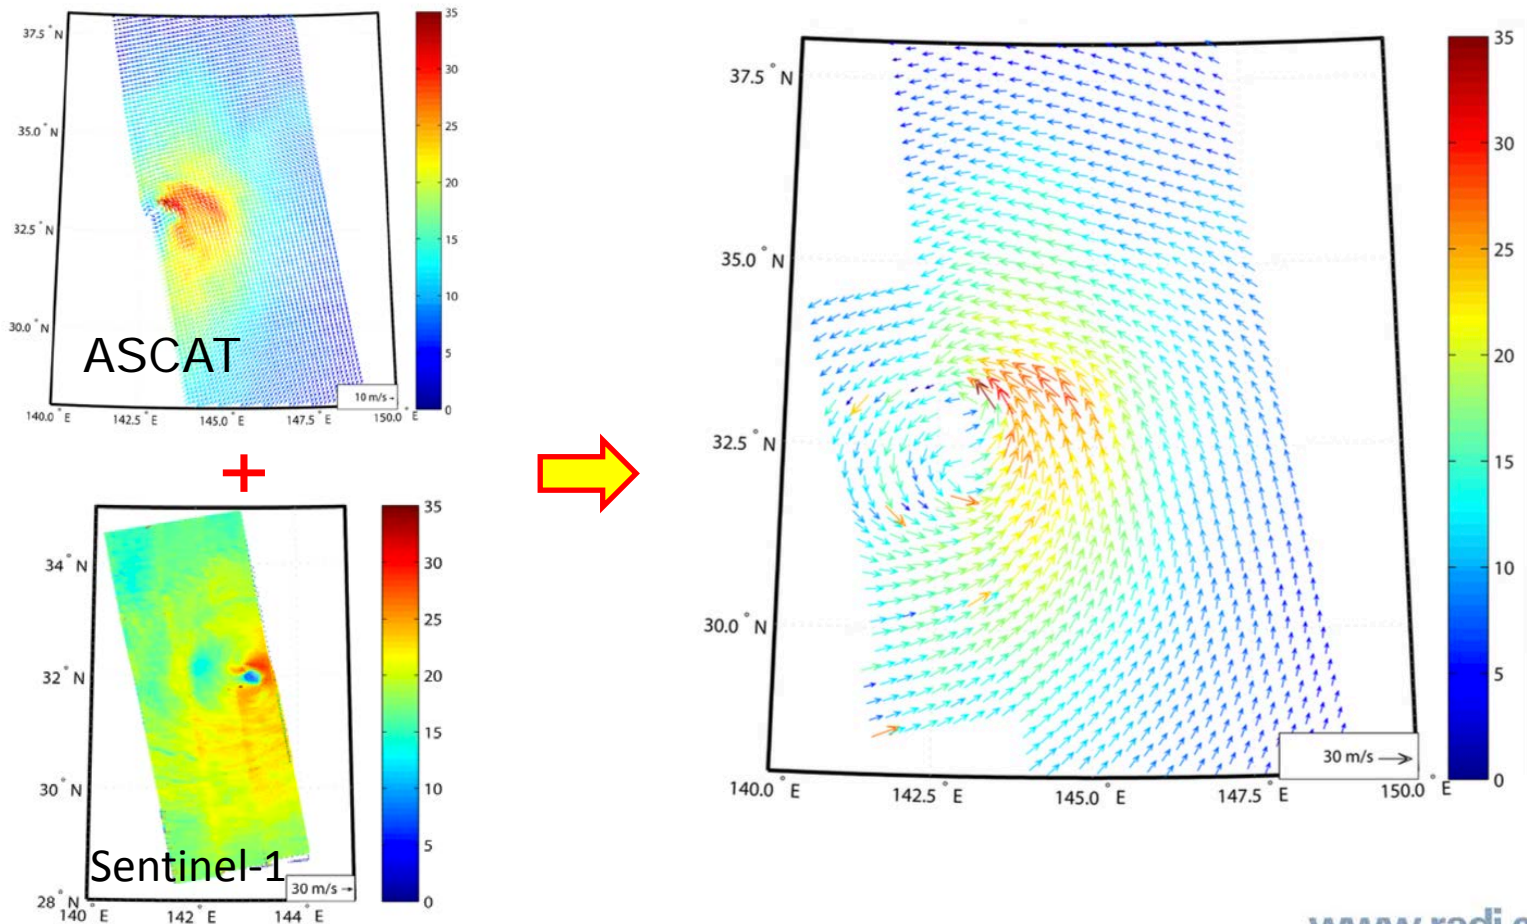 35
37.5 ° N
30
35.0 ° N
25
20
32.5 ° N
15
10
30.0 ° N
ASCAT
5
10 m/s
0
140.0 ° E
142.5 ° E
145.0 ° E
147.5 ° E
150.0 ° E
+
35
34 ° N
30
25
32 ° N
20
15
30 ° N
10
5
Sentinel-1
30 m/s
28 ° N
0
140 ° E
142 ° E
144 ° E
35
37.5 ° N
30
35.0 ° N
25
20
32.5 ° N
15
10
30.0 ° N
5
30 m/s
0
140.0 ° E
142.5 ° E
145.0 ° E
147.5 ° E
150.0 ° E